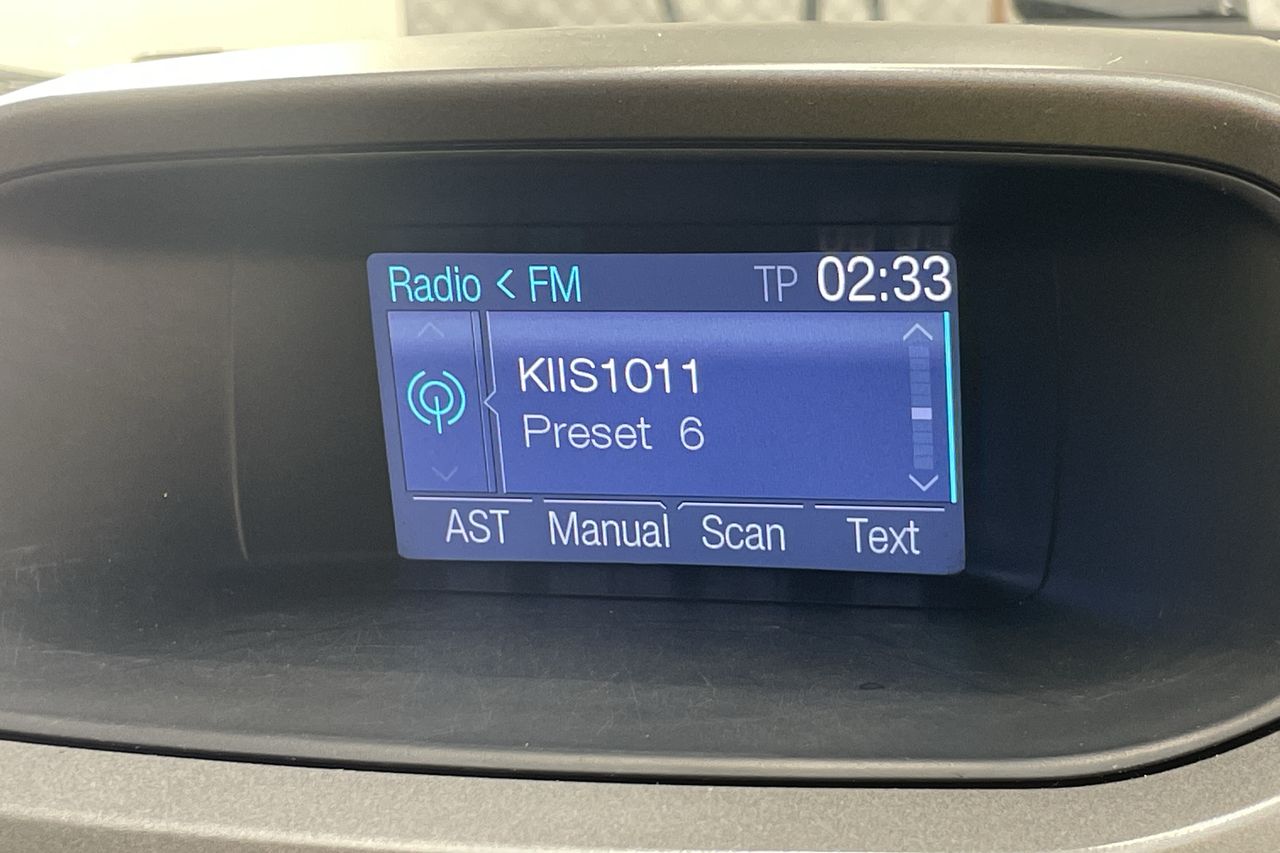 Radio < FM TP 02:33
KIIS1011
Preset 6
AST Manual Scan Text